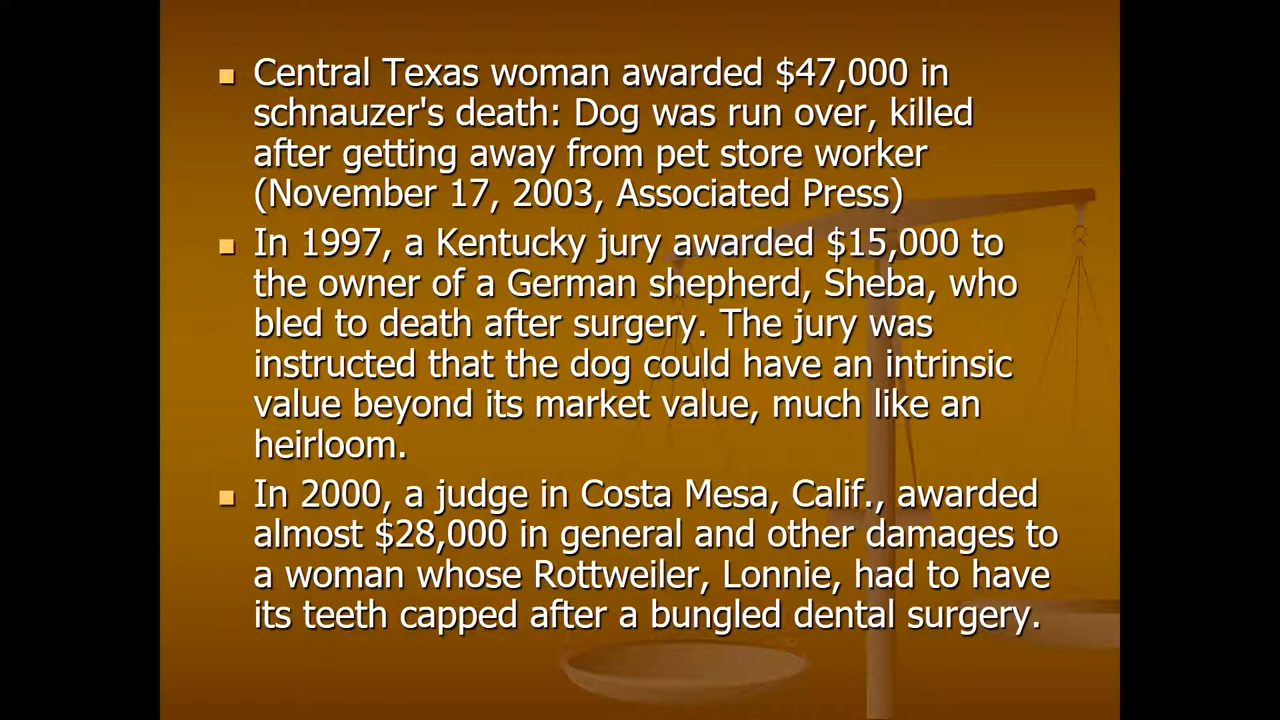 Central Texas woman awarded $47,000 in
schnauzer's death: Dog was run over, killed
after getting away from pet store worker
(November 17, 2003, Associated Press)
In 1997, a Kentucky jury awarded $15,000 to
the owner of a German shepherd, Sheba, who
bled to death after surgery. The jury was
instructed that the dog could have an intrinsic
value beyond its market value, much like an
heirloom.
In 2000, a judge in Costa Mesa, Calif., awarded
almost $28,000 in general and other damages to
a woman whose Rottweiler, Lonnie, had to have
its teeth capped after a bungled dental surgery.